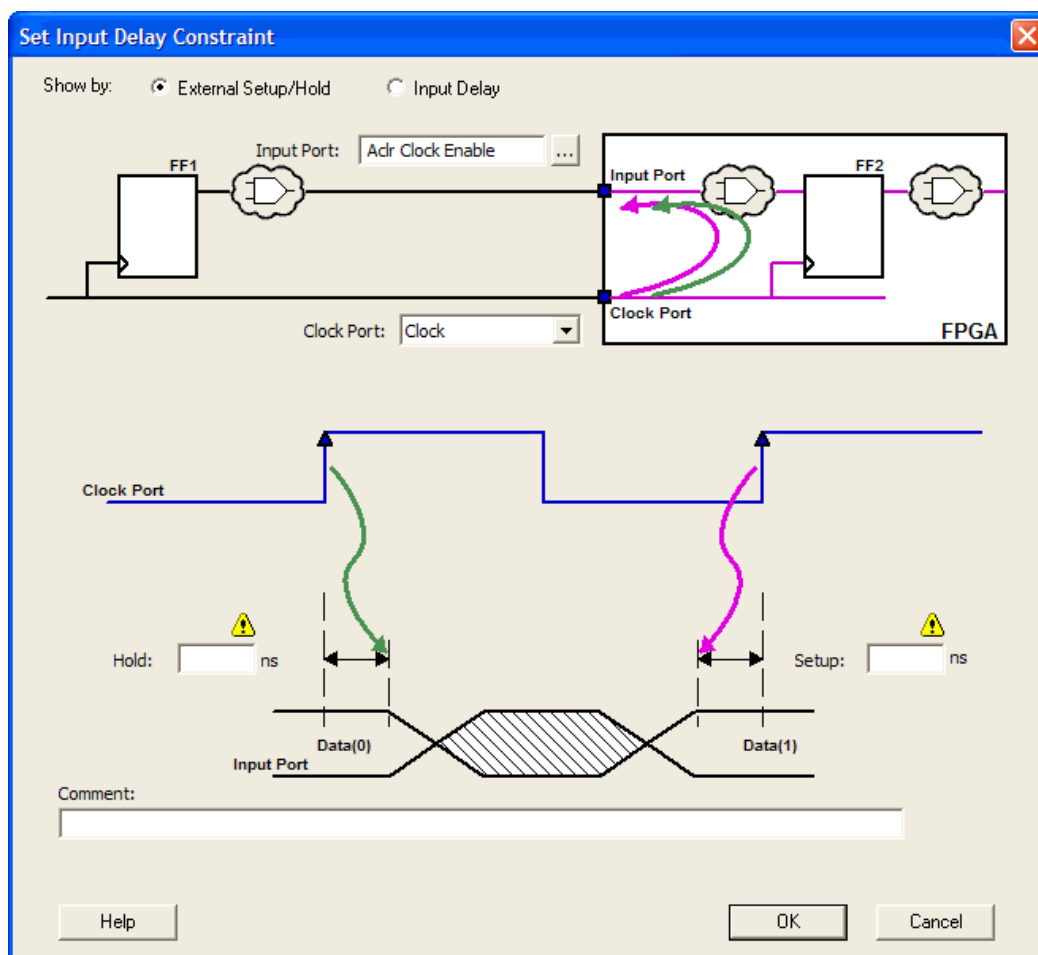 Set Input Delay Constraint
Show by: External Setup/Hold Input Delay
Input Port: Aclr Clock Enable ...
FF1
Input Port
FF2
Clock Port
Clock Port: Clock
FPGA
Clock Port
Hold: ns
Setup: ns
Data(0)
Data(1)
Input Port
Comment:
Help
OK
Cancel